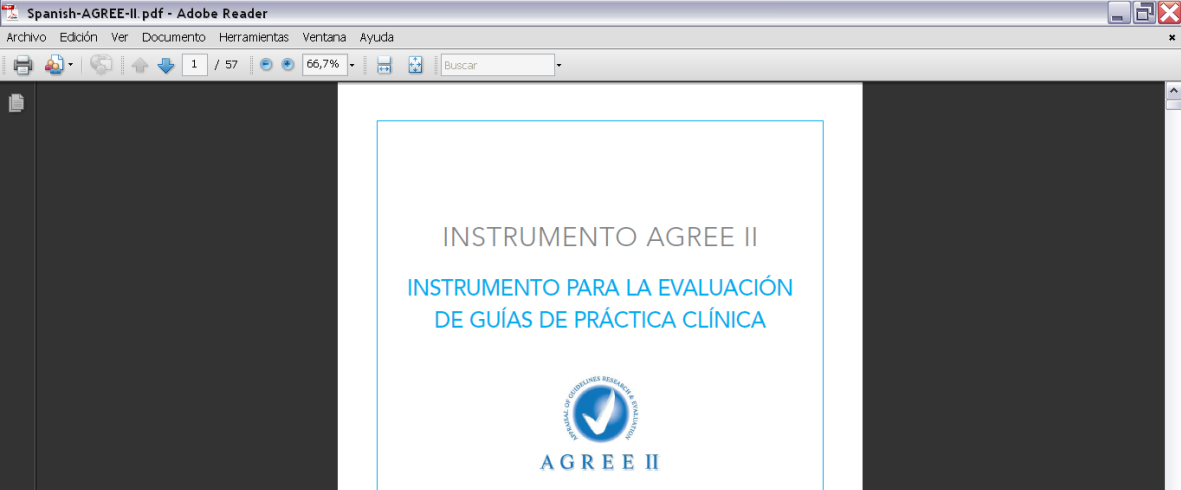 Spanish-AGREE-II.pdf - Adobe Reader
Archivo Edición Ver Documento Herramientas Ventana Ayuda
1 / 57 66,7% Buscar
INSTRUMENTO AGREE II
INSTRUMENTO PARA LA EVALUACIÓN
DE GUÍAS DE PRÁCTICA CLÍNICA
APPRAISAL OF GUIDELINES RESEARCH & EVALUATION
AGREE II